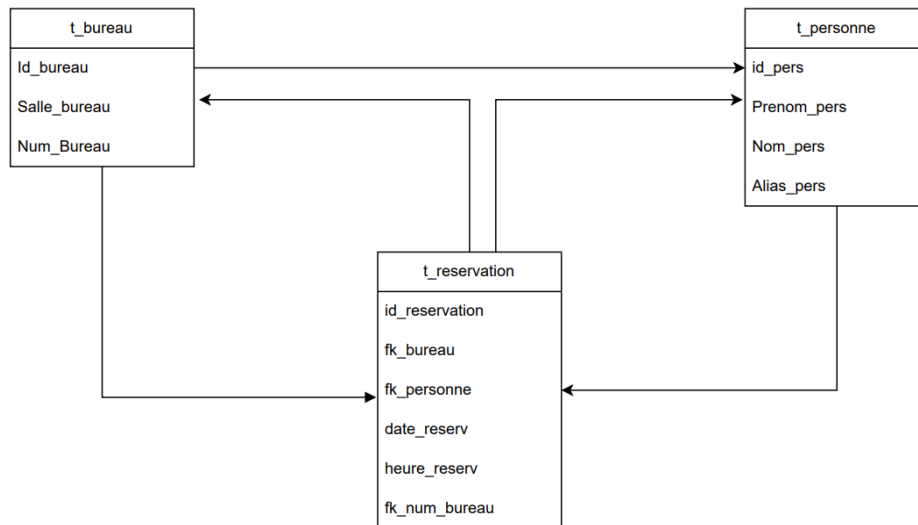 t_bureau
Id_bureau
Salle_bureau
Num_Bureau
t_personne
id_pers
Prenom_pers
Nom_pers
Alias_pers
t_reservation
id_reservation
fk_bureau
fk_personne
date_reserv
heure_reserv
fk_num_bureau